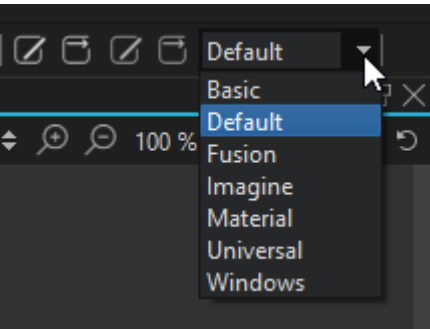 Default
Basic
Default
100 %
Fusion
Imagine
Material
Universal
Windows